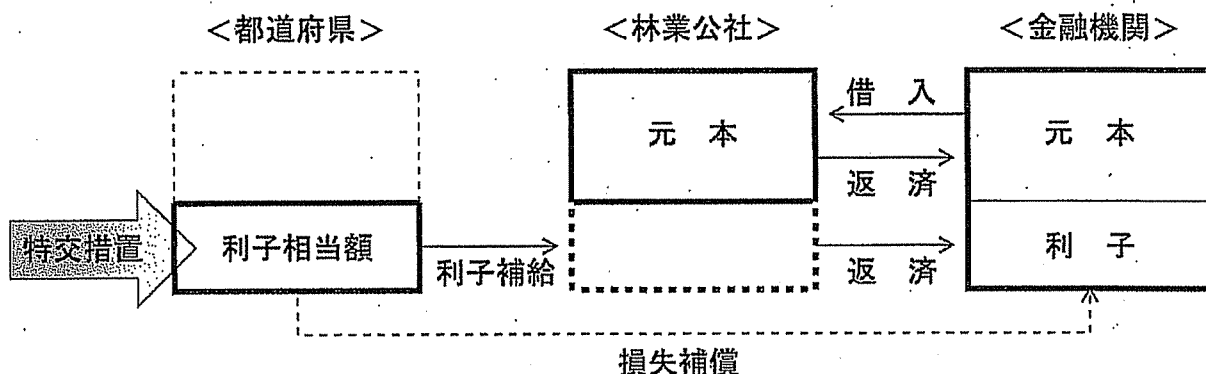 <都道府県> <林業公社> <金融機関>
借 入
元 本 元 本
返 済
特交措置 利子相当額 利子補給 返 済 利 子
損失補償